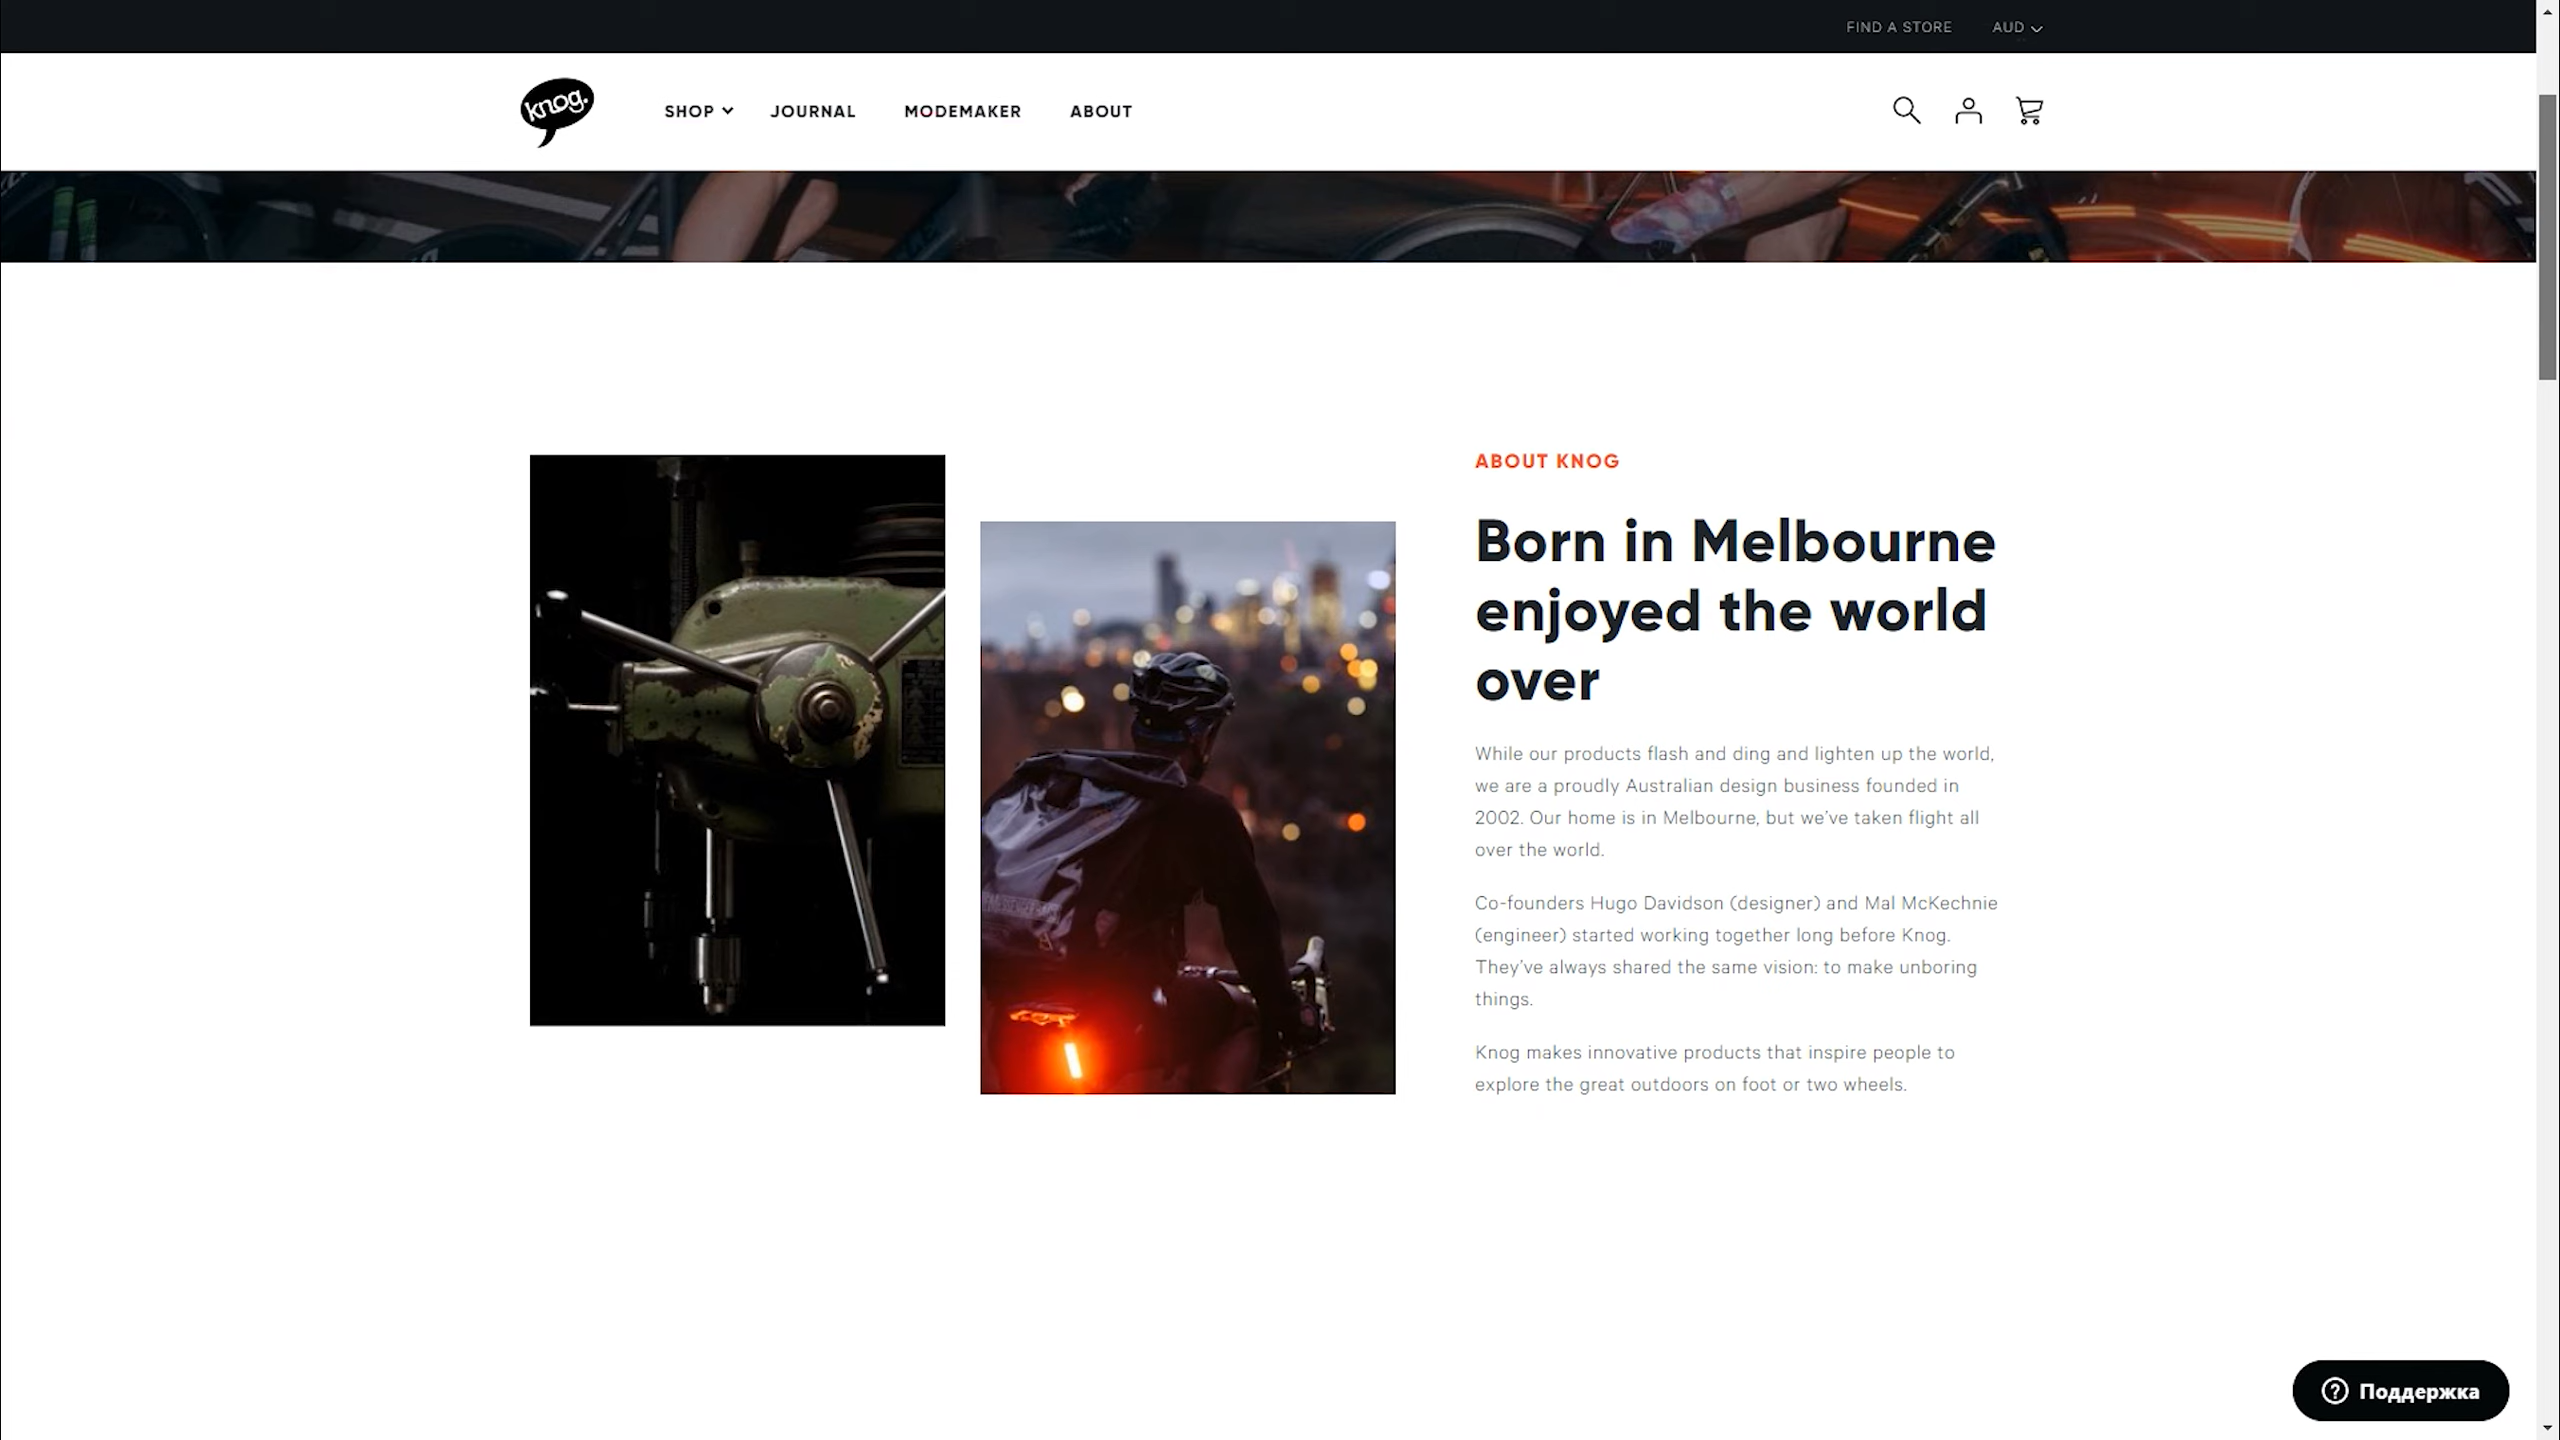 FIND A STORE
AUD
knog.
SHOP
JOURNAL
MODEMAKER
ABOUT
ABOUT KNOG
Born in Melbourne
enjoyed the world
over
While our products flash and ding and lighten up the world,
we are a proudly Australian design business founded in
2002. Our home is in Melbourne, but we've taken flight all
over the world.
Co-founders Hugo Davidson (designer) and Mal McKechnie
(engineer) started working together long before Knog.
They've always shared the same vision: to make unboring
things.
Knog makes innovative products that inspire people to
explore the great outdoors on foot or two wheels.
Поддержка